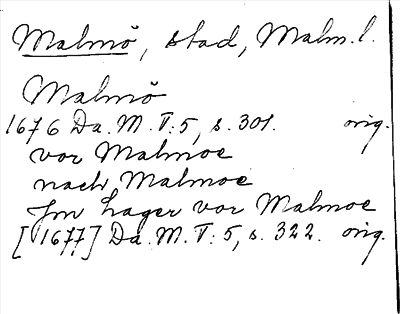 Malmö, stad, Malm. l.
Malmö
1676 Da. M. V: 5, s. 301. orig.
vor Malmoe
nach Malmoe
Im Lager vor Malmoe
[1677] Da. M. V: 5, s. 322. orig.